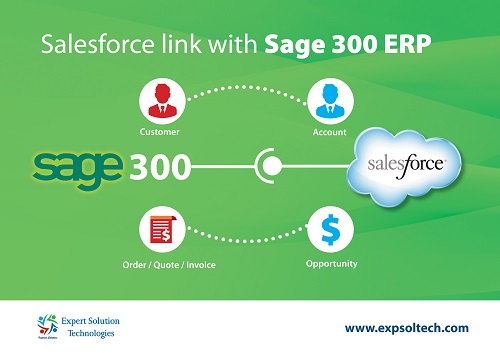 Salesforce link with Sage 300 ERP
Customer
Account
sage 300
salesforce
$
Order / Quote / Invoice
Opportunity
Expert Solution
Technologies
www.expsoltech.com